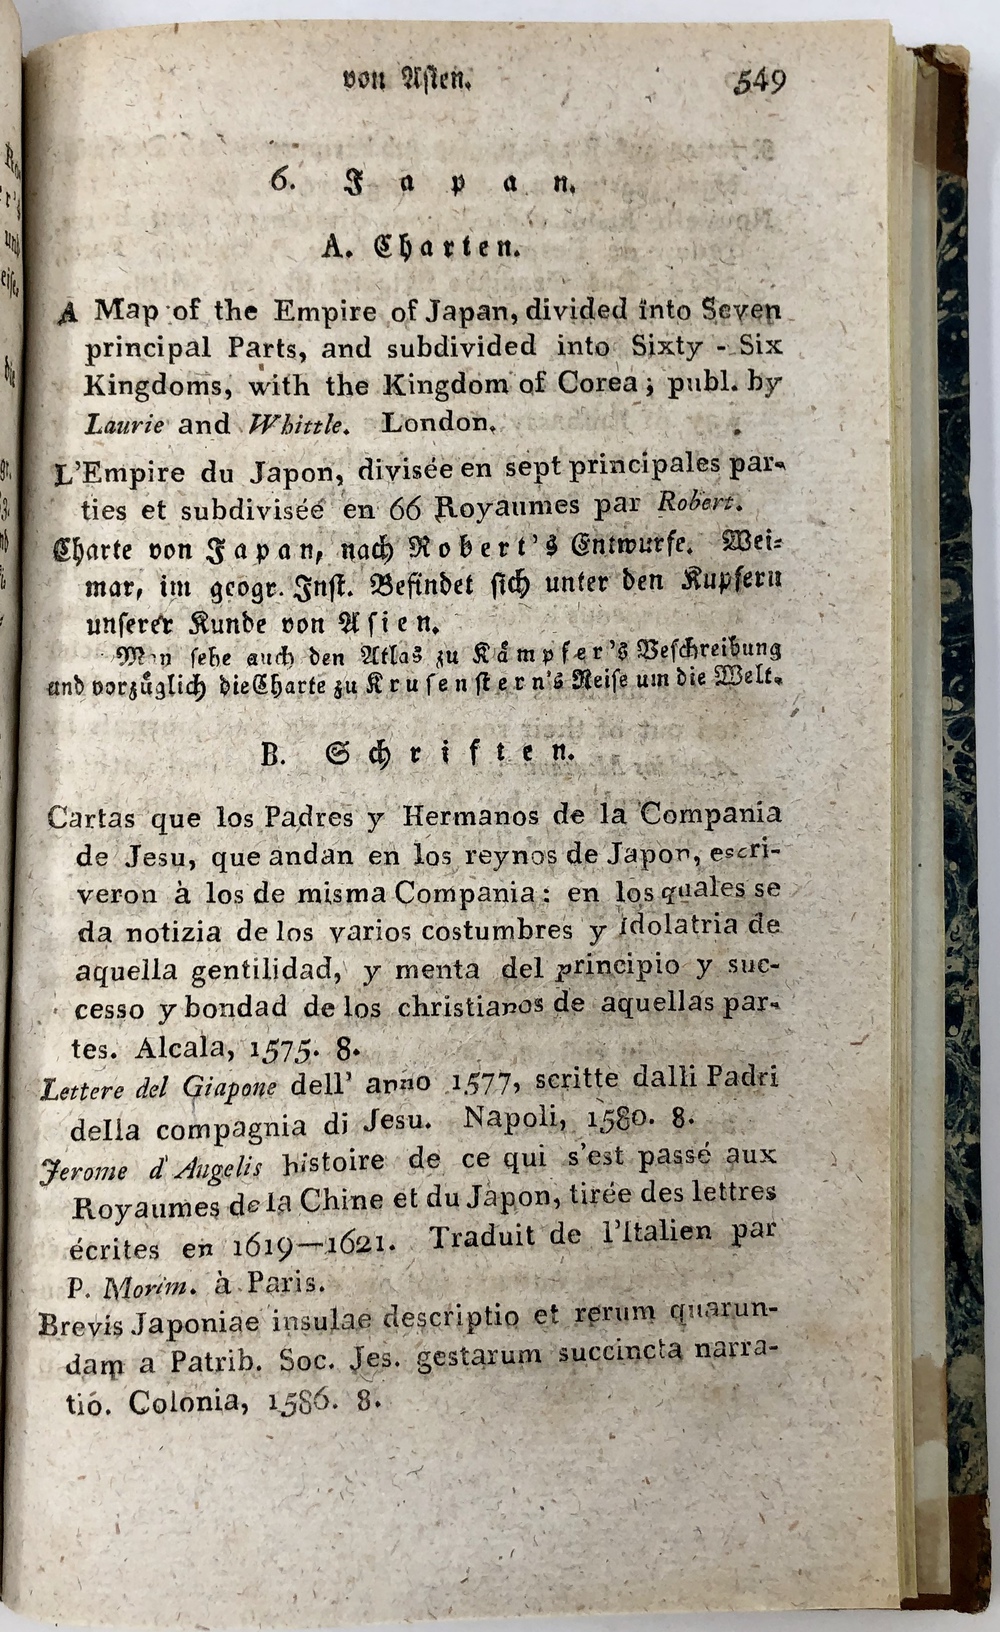 von Asien.
549
6. Japan.
A. Charten.
A Map of the Empire of Japan, divided into Seven
principal Parts, and subdivided into Sixty - Six
Kingdoms, with the Kingdom of Corea; publ. by
Laurie and Whittle. London.
L'Empire du Japon, divisée en sept principales par-
ties et subdivisée en 66 Royaumes par Robert.
Charte von Japan, nach Robert's Entwurfe. Wei-
mar, im geogr. Inst. Befindet sich unter den Kupfern
unserer Kunde von Asien.
Man sehe auch den Atlas zu Kämpfer's Beschreibung
und vorzüglich die Charte zu Krusenstern's Reise um die Welt.
B. Schriften.
Cartas que los Padres y Hermanos de la Compania
de Jesu, que andan en los reynos de Japon, escri-
veron à los de misma Compania: en los quales se
da notizia de los varios costumbres y idolatria de
aquella gentilidad, y menta del principio y suc-
cesso y bondad de los christianos de aquellas par-
tes. Alcala, 1575. 8.
Lettere del Giapone dell' anno 1577, scritte dalli Padri
della compagnia di Jesu. Napoli, 1580. 8.
Jerome d'Augelis histoire de ce qui s'est passé aux
Royaumes de la Chine et du Japon, tirée des lettres
écrites en 1619—1621. Traduit de l'Italien par
P. Morim. à Paris.
Brevis Japoniae insulae descriptio et rerum quarun-
dam a Patrib. Soc. Jes. gestarum succincta narra-
tio. Colonia, 1586. 8.